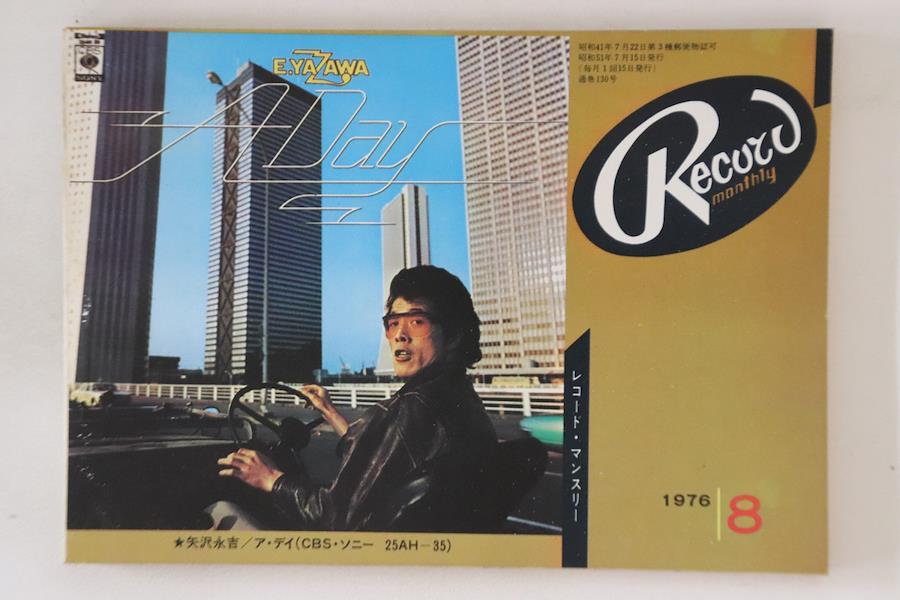 CBS
SONY
E.YAZAWA
A Day
昭和41年7月22日第3種郵便物認可
昭和51年7月15日発行
(毎月1回15日発行)
通巻130号
Record
monthly
レコード・マンスリー
1976 8
★矢沢永吉/ア・デイ(CBS・ソニー 25AH-35)